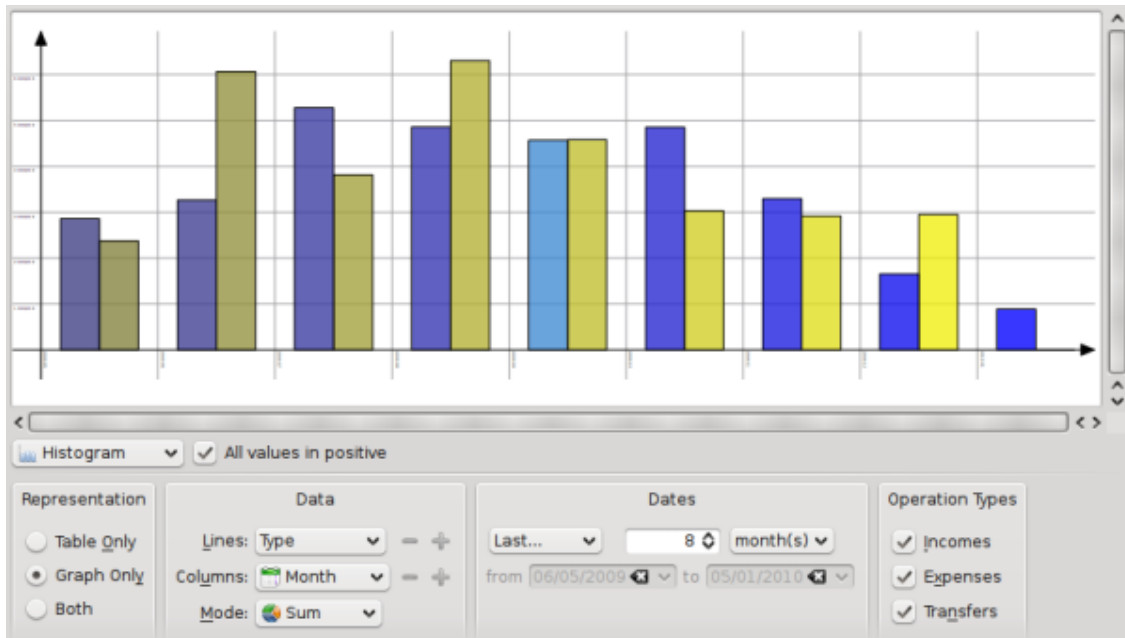 Histogram
All values in positive
Representation
Table Only
Graph Only
Both
Data
Lines: Type
Columns: Month
Mode: Sum
Dates
Last... 8 month(s)
from 06/05/2009 to 05/01/2010
Operation Types
Incomes
Expenses
Transfers